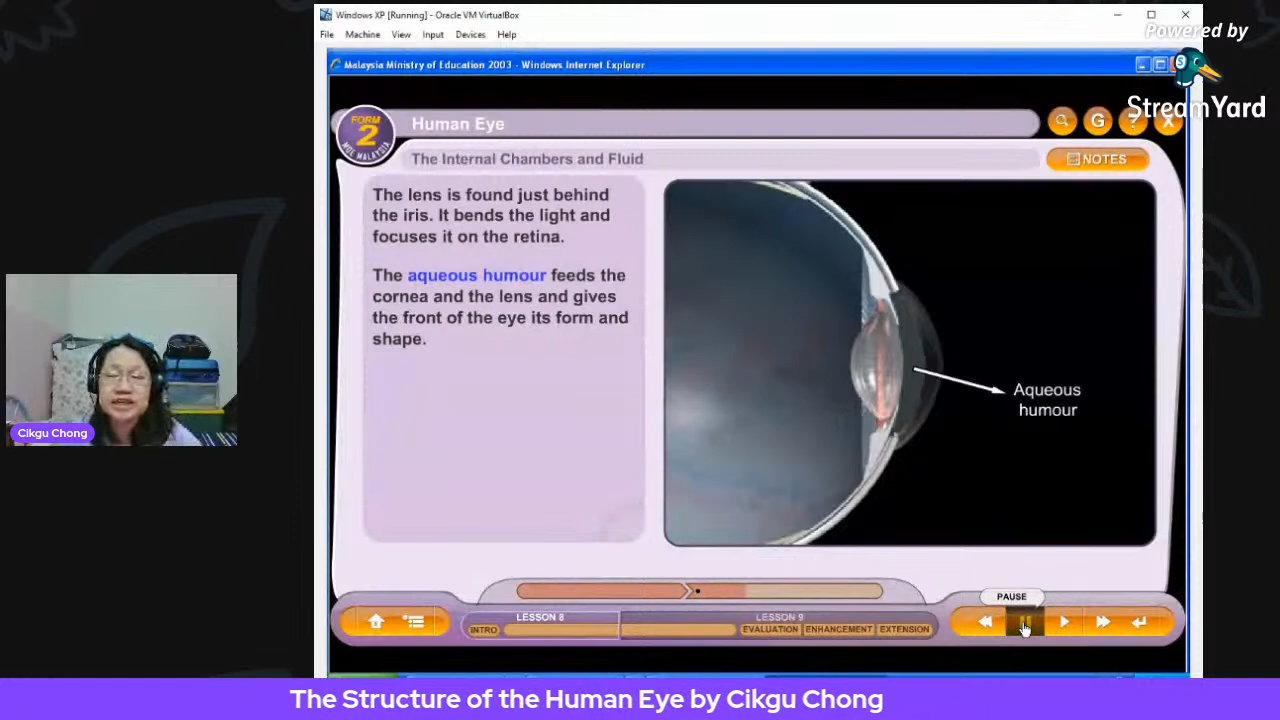 Windows XP [Running] - Oracle VM VirtualBox
File Machine View Input Devices Help
Powered by
StreamYard
Malaysia Ministry of Education 2003 - Windows Internet Explorer
FORM
2
MOE MALAYSIA
Human Eye
G ? X
The Internal Chambers and Fluid
NOTES
The lens is found just behind
the iris. It bends the light and
focuses it on the retina.
The aqueous humour feeds the
cornea and the lens and gives
the front of the eye its form and
shape.
Aqueous
humour
Cikgu Chong
PAUSE
LESSON 8
LESSON 9
INTRO
EVALUATION ENHANCEMENT EXTENSION
The Structure of the Human Eye by Cikgu Chong